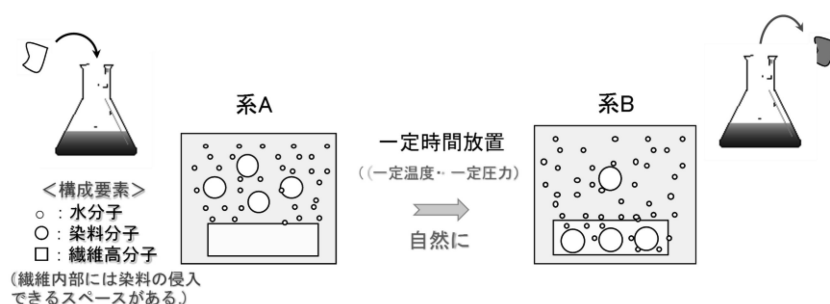 系A
系B
一定時間放置
((一定温度・一定圧力)
自然に
＜構成要素＞
○ : 水分子
○ : 染料分子
□ : 繊維高分子
(繊維内部には染料の侵入
できるスペースがある.)